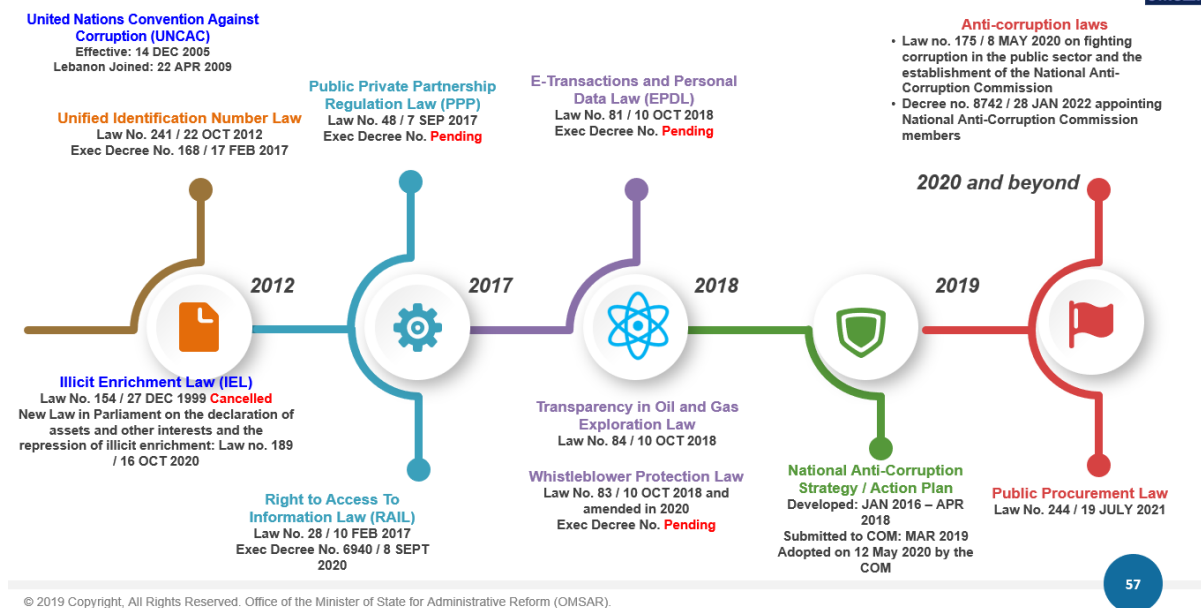 United Nations Convention Against
Corruption (UNCAC)
Effective: 14 DEC 2005
Lebanon Joined: 22 APR 2009
Unified Identification Number Law
Law No. 241 / 22 OCT 2012
Exec Decree No. 168 / 17 FEB 2017
Public Private Partnership
Regulation Law (PPP)
Law No. 48 / 7 SEP 2017
Exec Decree No. Pending
E-Transactions and Personal
Data Law (EPDL)
Law No. 81 / 10 OCT 2018
Exec Decree No. Pending
Anti-corruption laws
• Law no. 175 / 8 MAY 2020 on fighting
corruption in the public sector and the
establishment of the National Anti-
Corruption Commission
• Decree no. 8742 / 28 JAN 2022 appointing
National Anti-Corruption Commission
members
2020 and beyond
2012
2017
2018
2019
Illicit Enrichment Law (IEL)
Law No. 154 / 27 DEC 1999 Cancelled
New Law in Parliament on the declaration of
assets and other interests and the
repression of illicit enrichment: Law no. 189
/ 16 OCT 2020
Right to Access To
Information Law (RAIL)
Law No. 28 / 10 FEB 2017
Exec Decree No. 6940 / 8 SEPT
2020
Transparency in Oil and Gas
Exploration Law
Law No. 84 / 10 OCT 2018
Whistleblower Protection Law
Law No. 83 / 10 OCT 2018 and
amended in 2020
Exec Decree No. Pending
National Anti-Corruption
Strategy / Action Plan
Developed: JAN 2016 – APR
2018
Submitted to COM: MAR 2019
Adopted on 12 May 2020 by the
COM
Public Procurement Law
Law No. 244 / 19 JULY 2021
57
© 2019 Copyright, All Rights Reserved. Office of the Minister of State for Administrative Reform (OMSAR).